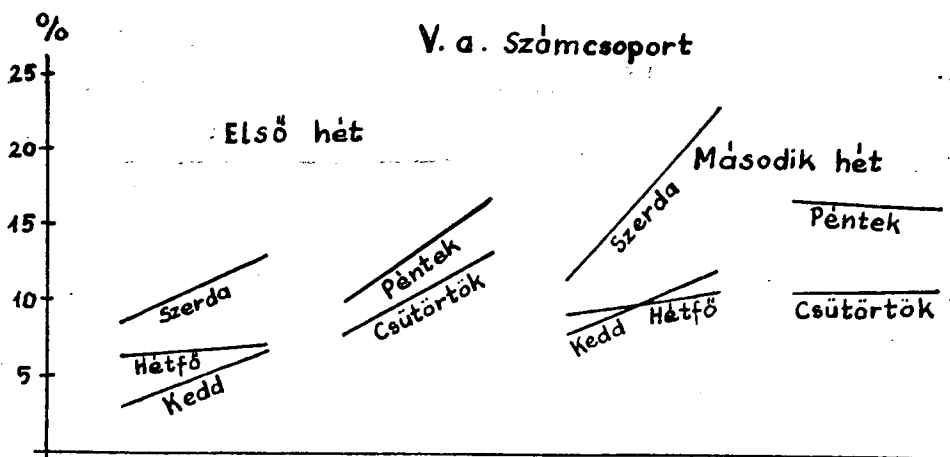 %
V. a. Számcsoport
25
Első hét
20
Második hét
Szerda
15
Péntek
Péntek
10
Szerda
Csütörtök
Csütörtök
Hétfő
Kedd
Hétfő
5
Kedd